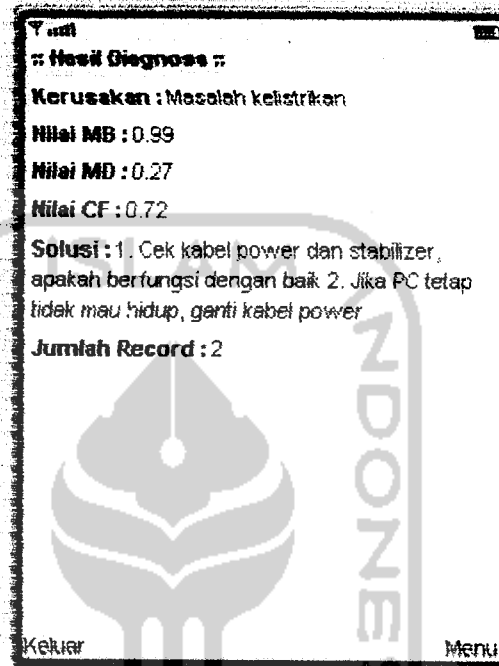 :: Hasil Diagnosa ::
Kerusakan : Masalah kelistrikan
Nilai MB : 0.99
Nilai MD : 0.27
Nilai CF : 0.72
Solusi : 1. Cek kabel power dan stabilizer,
apakah berfungsi dengan baik 2. Jika PC tetap
tidak mau hidup, ganti kabel power
Jumlah Record : 2
ISLAM
INDONE
Keluar
Menu